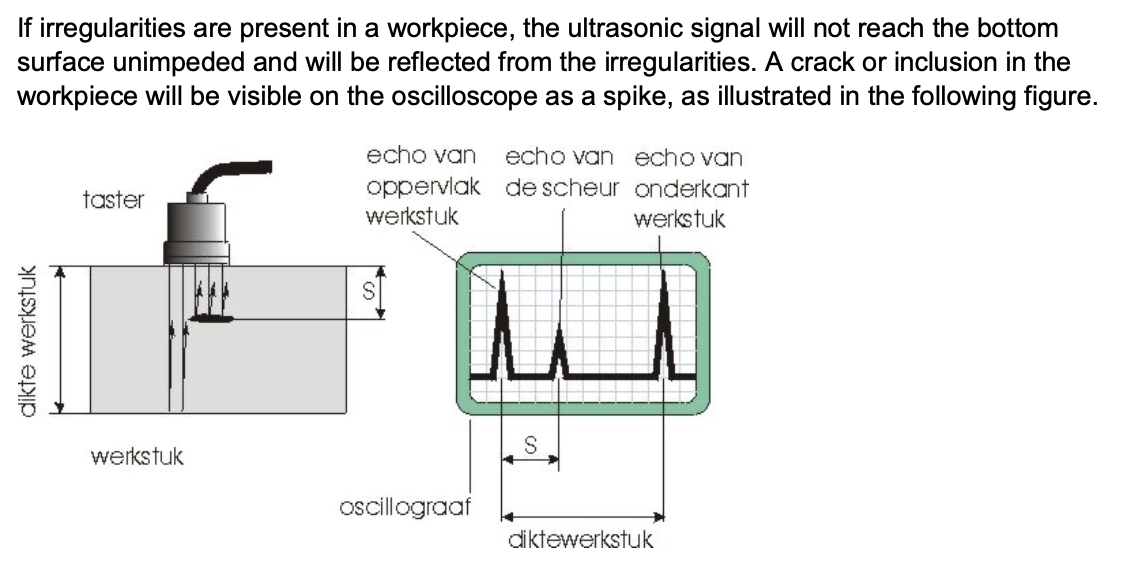 If irregularities are present in a workpiece, the ultrasonic signal will not reach the bottom
surface unimpeded and will be reflected from the irregularities. A crack or inclusion in the
workpiece will be visible on the oscilloscope as a spike, as illustrated in the following figure.
taster
dikte werkstuk
S
werkstuk
echo van
oppervlak
werkstuk
echo van
de scheur
echo van
onderkant
werkstuk
S
oscillograaf
diktewerkstuk